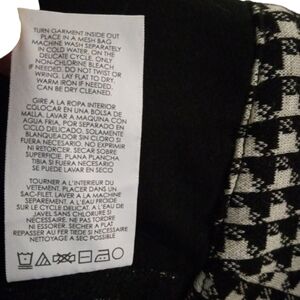 TURN GARMENT INSIDE OUT
PLACE IN A MESH BAG
MACHINE WASH SEPARATELY
IN COLD WATER, ON THE
DELICATE CYCLE. ONLY
NON-CHLORINE BLEACH
IF NEEDED. DO NOT TWIST OR
WRING. LAY FLAT TO DRY.
WARM IRON IF NEEDED.
CAN BE DRY CLEANED.
GIRE A LA ROPA INTERIOR
COLOCAR EN UNA BOLSA DE
MALLA. LAVAR A MAQUINA CON
AGUA FRIA, POR SEPARADO EN
CICLO DELICADO. SOLAMENTE
BLANQUEADOR SIN CLORO SI
FUERA NECESARIO. NO EXPRIMIR
NI RETORCER. SECAR SOBRE
SUPERFICIE. PLANA PLANCHA
TIBIA SI FUERA NECESARIO.
SE PUEDE LAVAR EN SECO
TOURNER A L'INTERIEUR DU
VETEMENT. PLACER DANS UN
SAC-FILET. LAVER A LA MACHINE
SEPAREMENT. A L'EAU FROIDE
SUR LE CYCLE DELICAT. A L'EAU DE
JAVEL SANS CHLORURE SI
NECESSAIRE. NE PAS TORDRE
NI ESSORER. SECHER A PLAT
REPASSER AU FER TIEDE SI NECESSAIRE
NETTOYAGE A SEC POSSIBLE